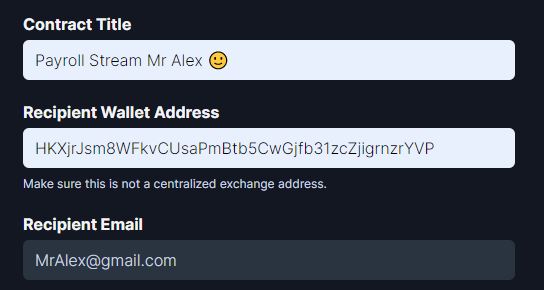 Contract Title
Payroll Stream Mr Alex 🙂
Recipient Wallet Address
HKXjrJsm8WFkvCUsaPmBtb5CwGjfb31zcZjigrnzrYVP
Make sure this is not a centralized exchange address.
Recipient Email
MrAlex@gmail.com